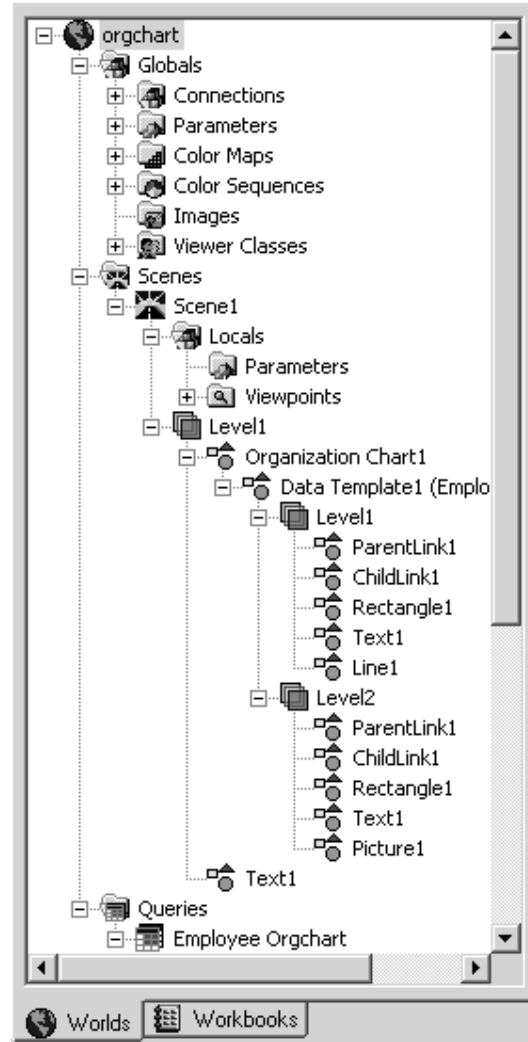 orgchart
Globals
Connections
Parameters
Color Maps
Color Sequences
Images
Viewer Classes
Scenes
Scene1
Locals
Parameters
Viewpoints
Level1
Organization Chart1
Data Template1 (Emplo
Level1
ParentLink1
ChildLink1
Rectangle1
Text1
Line1
Level2
ParentLink1
ChildLink1
Rectangle1
Text1
Picture1
Text1
Queries
Employee Orgchart
Worlds Workbooks